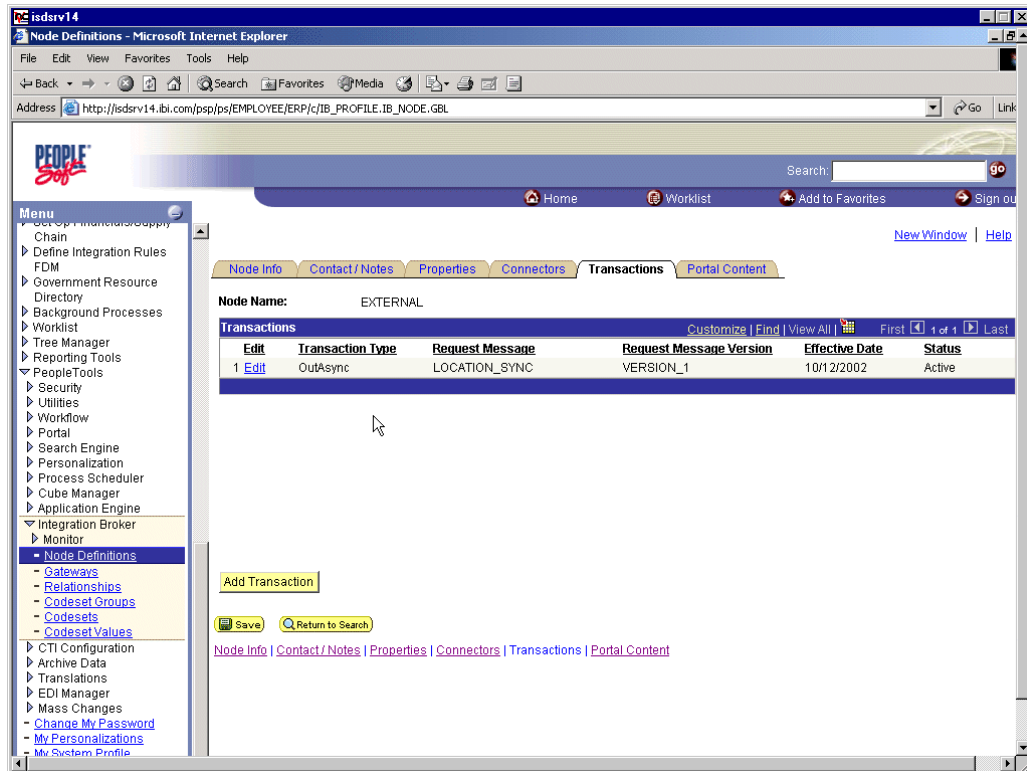 isdsrv14
Node Definitions - Microsoft Internet Explorer
File Edit View Favorites Tools Help
Back Search Favorites Media
Address http://isdsrv14.ibi.com/psp/ps/EMPLOYEE/ERP/c/IB_PROFILE.IB_NODE.GBL Go Link
PEOPLE Soft
Search: go
Home Worklist Add to Favorites Sign ou
Menu
Chain
Define Integration Rules
FDM
Government Resource
Directory
Background Processes
Worklist
Tree Manager
Reporting Tools
PeopleTools
Security
Utilities
Workflow
Portal
Search Engine
Personalization
Process Scheduler
Cube Manager
Application Engine
Integration Broker
Monitor
Node Definitions
Gateways
Relationships
Codeset Groups
Codesets
Codeset Values
CTI Configuration
Archive Data
Translations
EDI Manager
Mass Changes
Change My Password
My Personalizations
My System Profile
New Window | Help
Node Info Contact / Notes Properties Connectors Transactions Portal Content
Node Name: EXTERNAL
Transactions Customize | Find | View All | First 1 of 1 Last
Edit Transaction Type Request Message Request Message Version Effective Date Status
1 Edit OutAsync LOCATION_SYNC VERSION_1 10/12/2002 Active
Add Transaction
Save Return to Search
Node Info | Contact / Notes | Properties | Connectors | Transactions | Portal Content